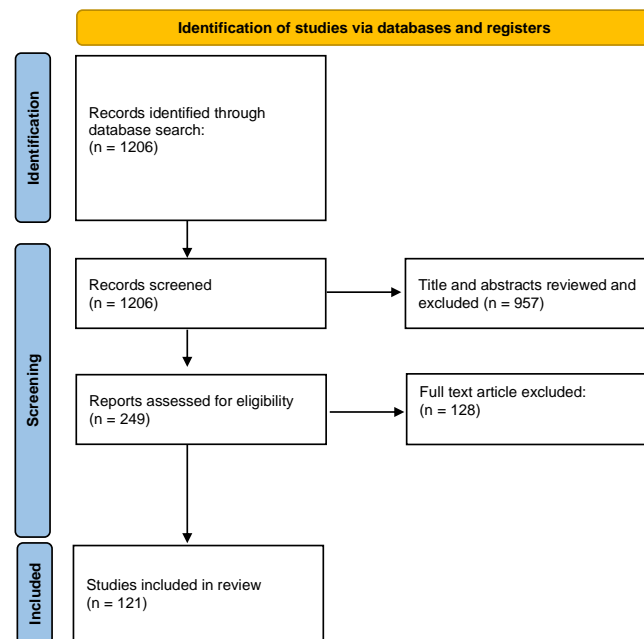 Identification of studies via databases and registers
Identification
Records identified through
database search:
(n = 1206)
Screening
Records screened
(n = 1206)
Title and abstracts reviewed and
excluded (n = 957)
Reports assessed for eligibility
(n = 249)
Full text article excluded:
(n = 128)
Included
Studies included in review
(n = 121)